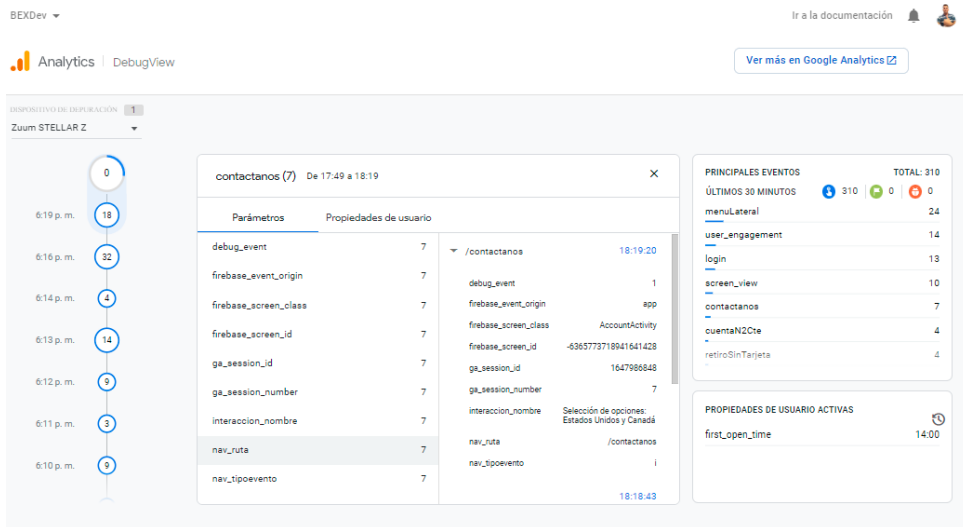 BEXDev
Ir a la documentación
Analytics
DebugView
Ver más en Google Analytics
DISPOSITIVO DE DEPURACIÓN 1
Zuum STELLAR Z
0
6:19 p. m. 18
6:16 p. m. 32
6:14 p. m. 4
6:13 p. m. 14
6:12 p. m. 9
6:11 p. m. 3
6:10 p. m. 9
contactanos (7) De 17:49 a 18:19
Parámetros
Propiedades de usuario
debug_event 7
firebase_event_origin 7
firebase_screen_class 7
firebase_screen_id 7
ga_session_id 7
ga_session_number 7
interaccion_nombre 7
nav_ruta 7
nav_tipoevento 7
/contactanos 18:19:20
debug_event 1
firebase_event_origin app
firebase_screen_class AccountActivity
firebase_screen_id -6365773718941641428
ga_session_id 1647986848
ga_session_number 7
interaccion_nombre Selección de opciones:
Estados Unidos y Canadá
nav_ruta /contactanos
nav_tipoevento i
18:18:43
PRINCIPALES EVENTOS TOTAL: 310
ÚLTIMOS 30 MINUTOS 310 0 0
menuLateral 24
user_engagement 14
login 13
screen_view 10
contactanos 7
cuentaN2Cte 4
retiroSinTarjeta 4
PROPIEDADES DE USUARIO ACTIVAS
first_open_time 14:00